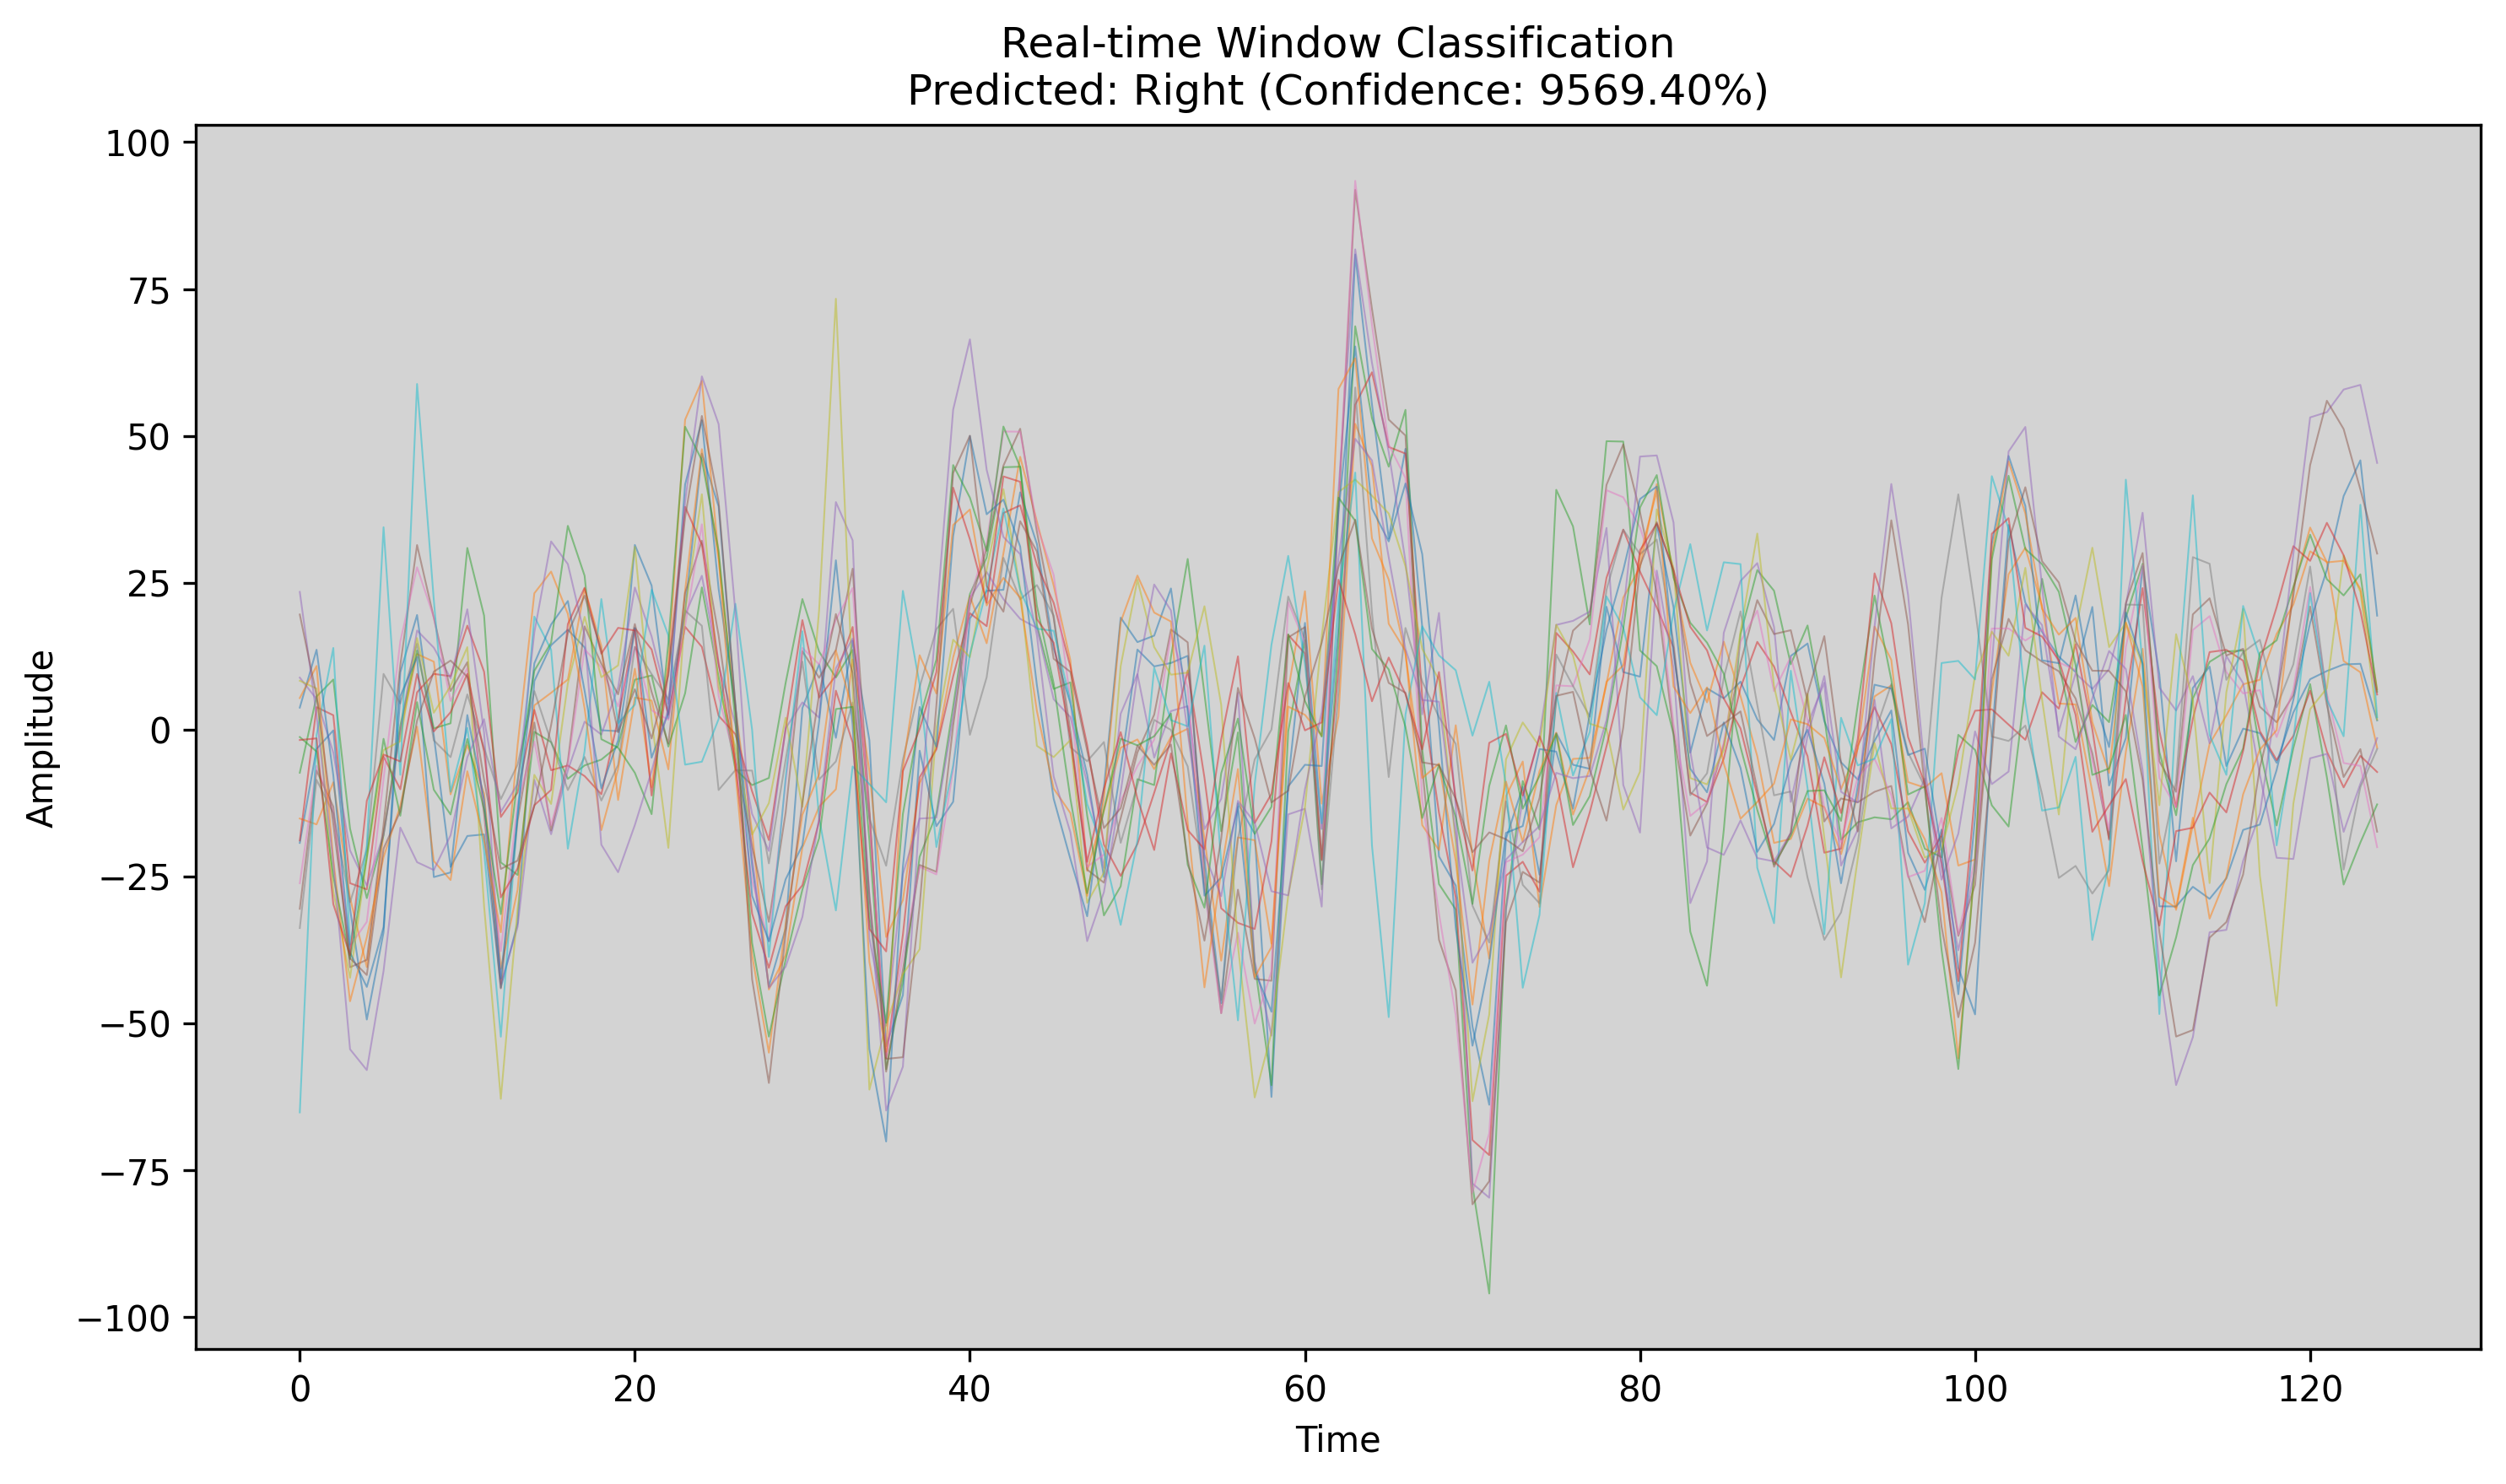 Real-time Window Classification
Predicted: Right (Confidence: 9569.40%)
100
75
50
25
0
−25
−50
−75
−100
Amplitude
0 20 40 60 80 100 120
Time